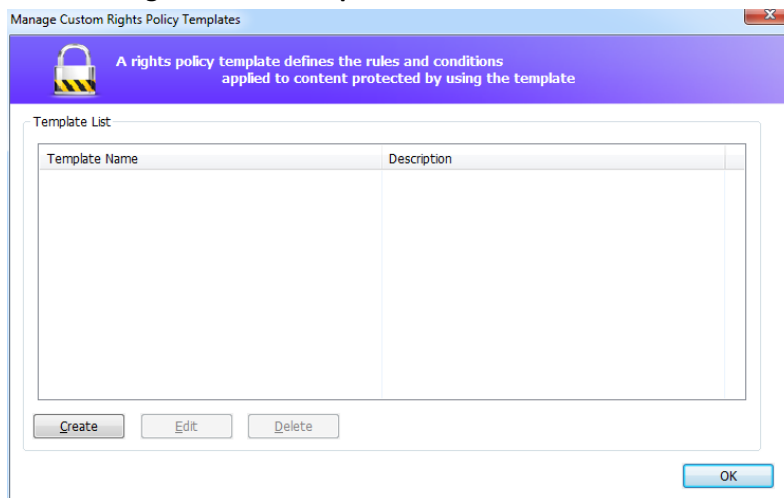 Manage Custom Rights Policy Templates
A rights policy template defines the rules and conditions
applied to content protected by using the template
Template List
Template Name Description
Create Edit Delete
OK